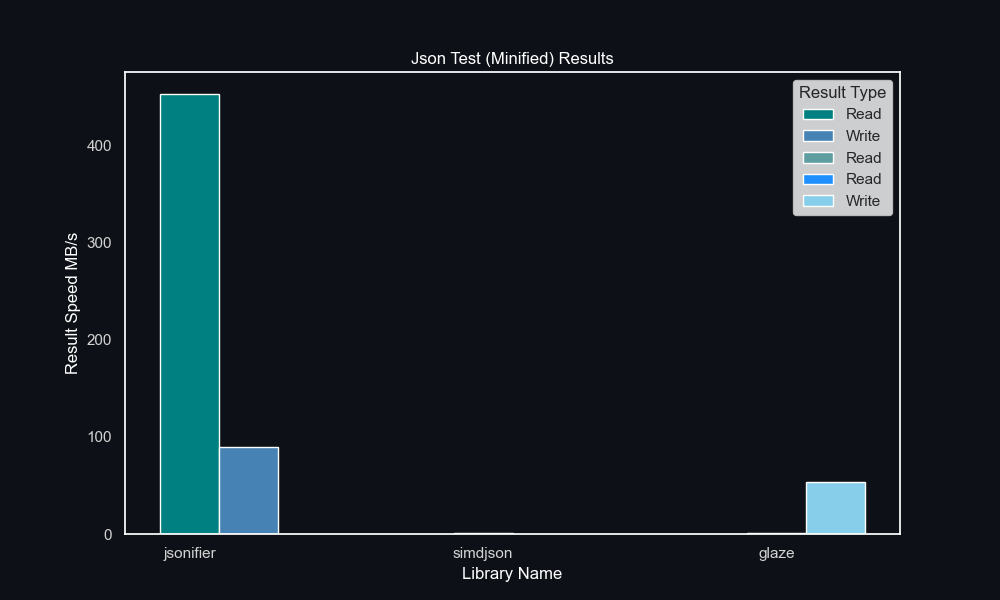 Json Test (Minified) Results
Result Type
Read
Write
Read
Read
Write
Result Speed MB/s
400
300
200
100
0
jsonifier
simdjson
glaze
Library Name